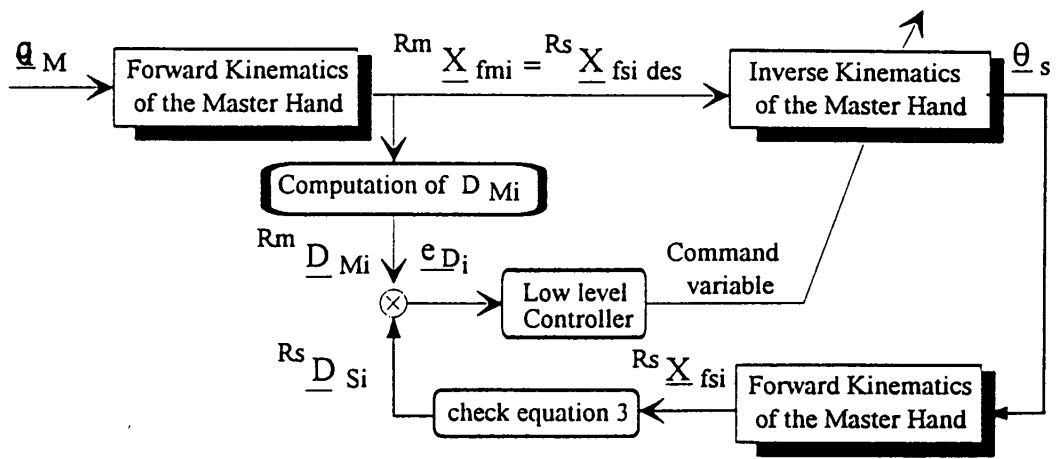 q M
Forward Kinematics
of the Master Hand
Rm X fmi = Rs X fsi des
Inverse Kinematics
of the Master Hand
θ s
Computation of D Mi
Rm D Mi
e Di
Low level
Controller
Command
variable
Rs D Si
check equation 3
Rs X fsi
Forward Kinematics
of the Master Hand